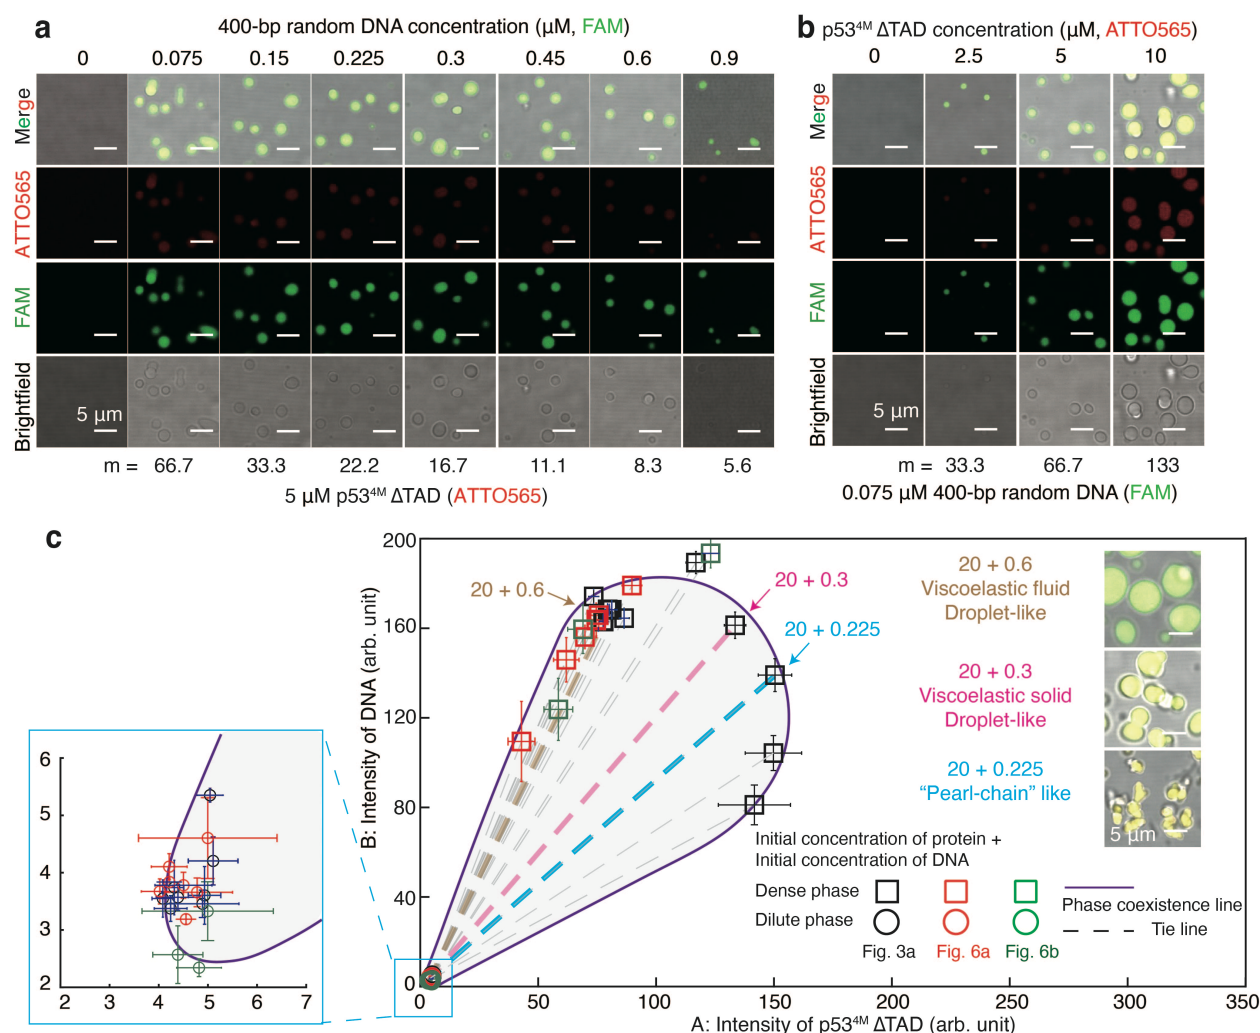 a
400-bp random DNA concentration (μM, FAM)
0 0.075 0.15 0.225 0.3 0.45 0.6 0.9
Merge
ATTO565
FAM
Brightfield
5 μm
m = 66.7 33.3 22.2 16.7 11.1 8.3 5.6
5 μM p53⁴ᴹ ΔTAD (ATTO565)
b
p53⁴ᴹ ΔTAD concentration (μM, ATTO565)
0 2.5 5 10
Merge
ATTO565
FAM
Brightfield
5 μm
m = 33.3 66.7 133
0.075 μM 400-bp random DNA (FAM)
c
B: Intensity of DNA (arb. unit)
200
160
120
80
40
0
0 50 100 150 200 250 300 350
A: Intensity of p53⁴ᴹ ΔTAD (arb. unit)
20 + 0.6
20 + 0.3
20 + 0.225
20 + 0.6
Viscoelastic fluid
Droplet-like
20 + 0.3
Viscoelastic solid
Droplet-like
20 + 0.225
“Pearl-chain” like
5 μm
Initial concentration of protein +
Initial concentration of DNA
Dense phase
Dilute phase
Fig. 3a Fig. 6a Fig. 6b
Phase coexistence line
Tie line
6
5
4
3
2
2 3 4 5 6 7